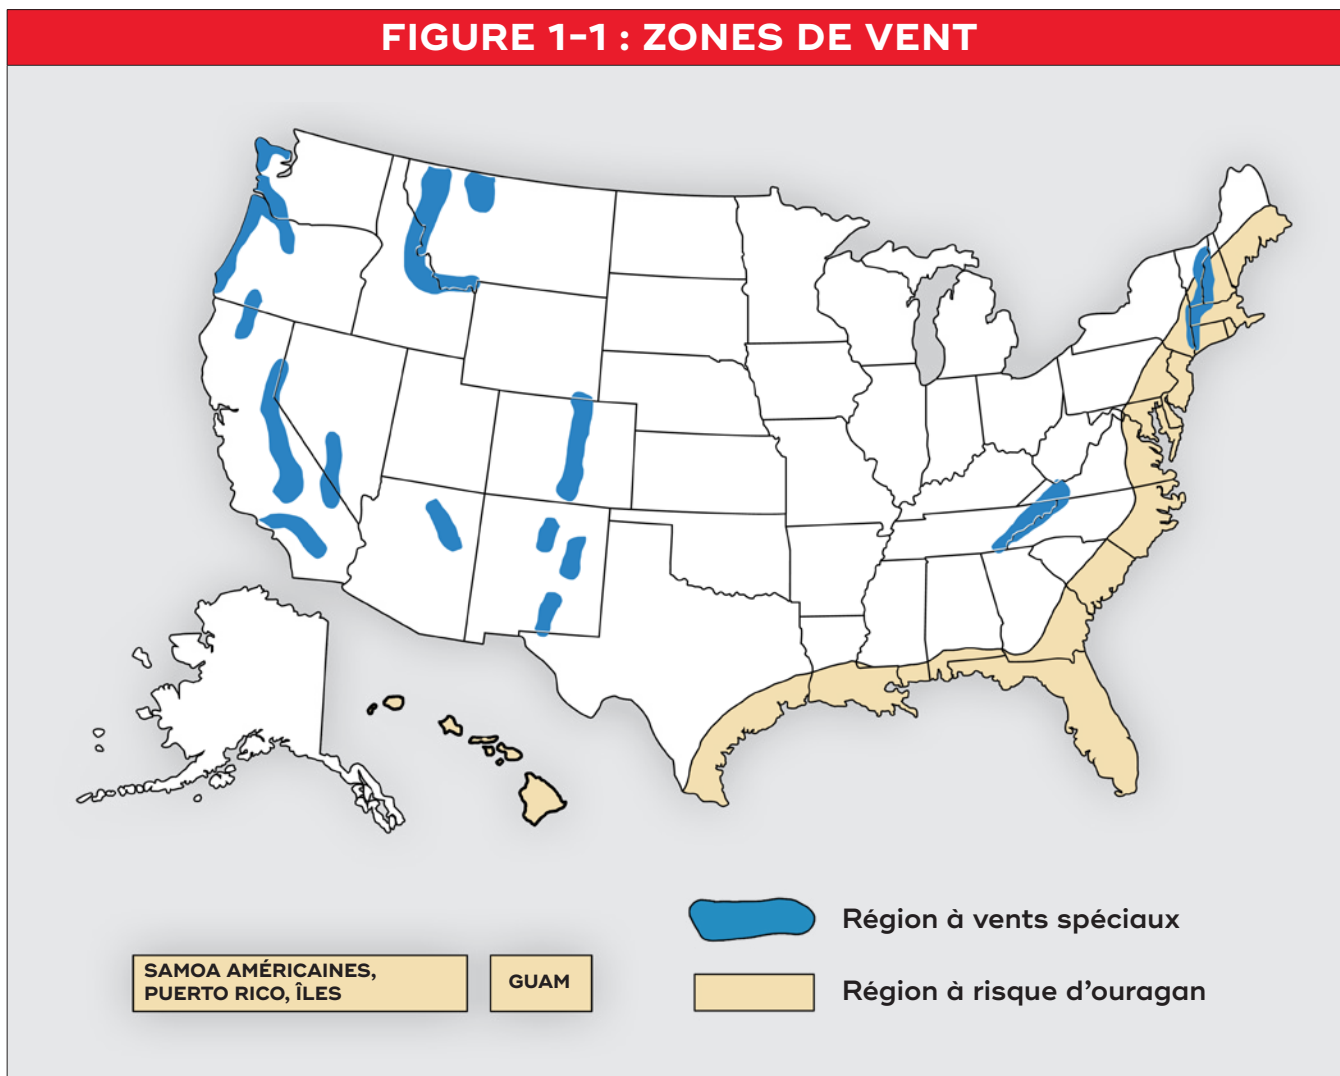 FIGURE 1-1 : ZONES DE VENT
Région à vents spéciaux
SAMOA AMÉRICAINES,
PUERTO RICO, ÎLES
GUAM
Région à risque d’ouragan